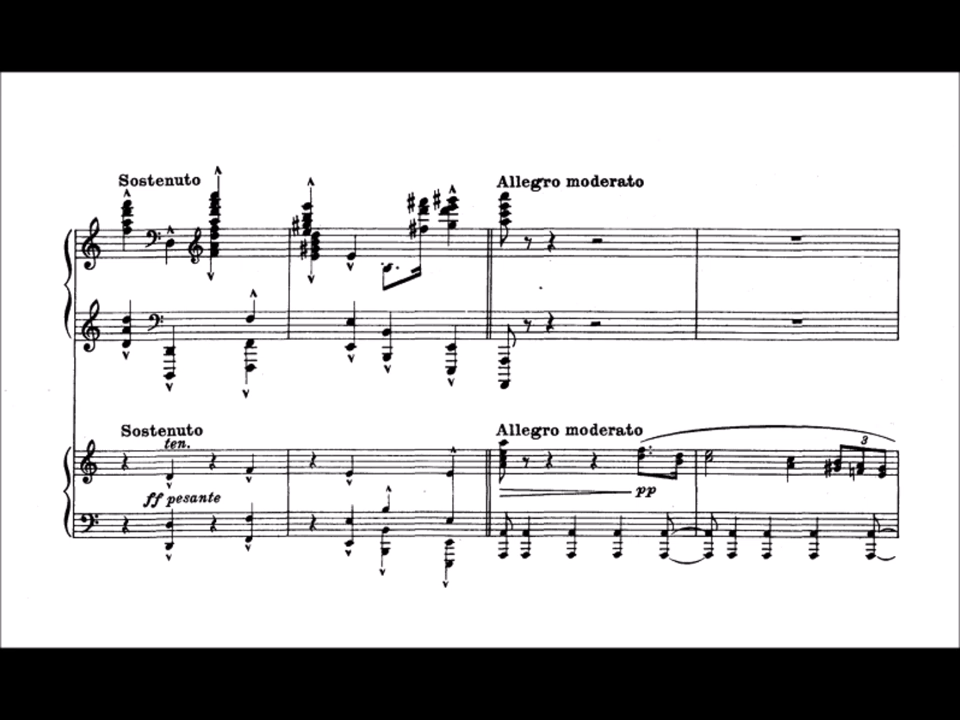 Sostenuto
Allegro moderato
Sostenuto
ten.
Allegro moderato
3
ff pesante
pp